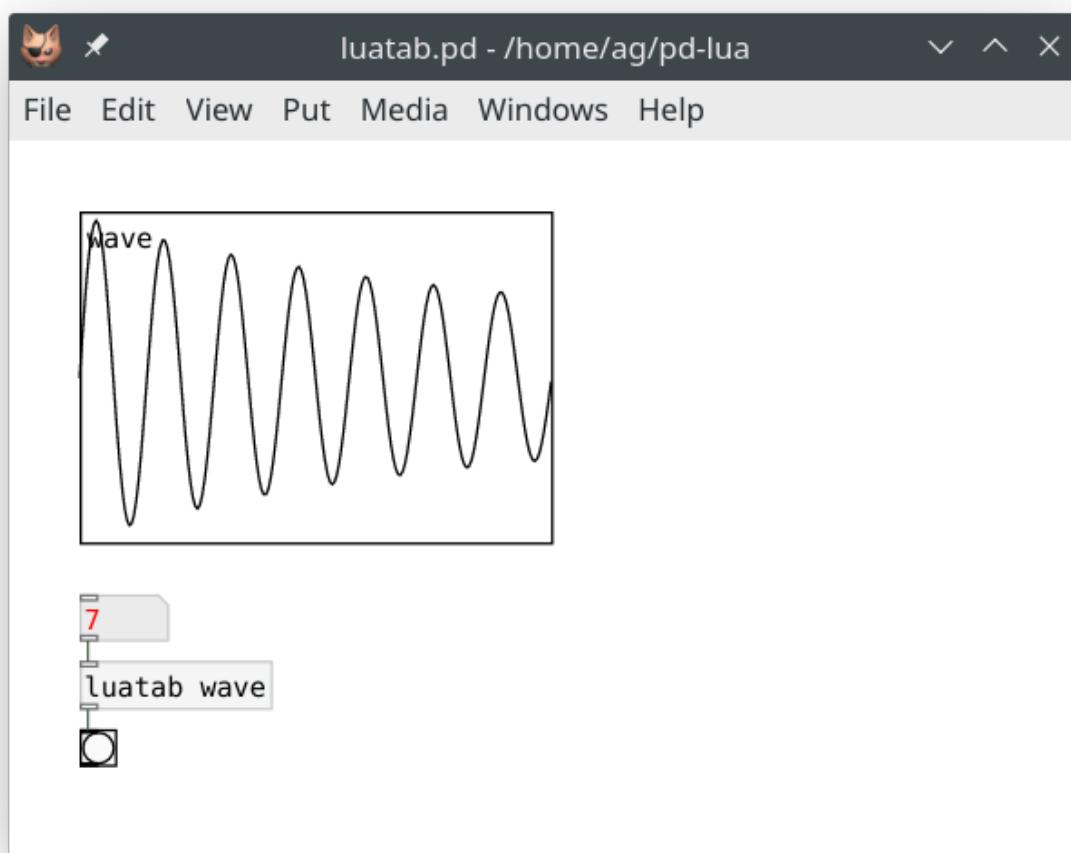 luatab.pd - /home/ag/pd-lua
File Edit View Put Media Windows Help
wave
7
luatab wave